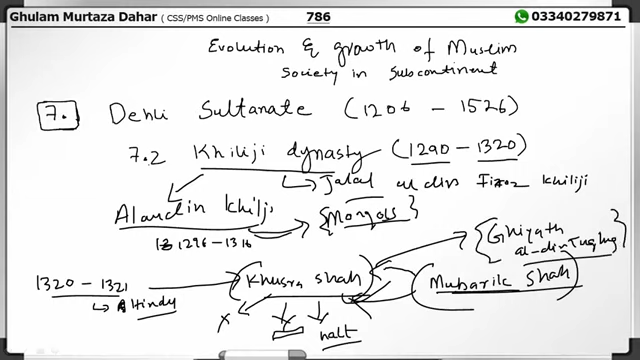 Ghulam Murtaza Dahar ( CSS/PMS Online Classes ) 786 03340279871
Evolution & growth of Muslim
Society in Subcontinent
7. Dehli Sultanate (1206 - 1526)
7.2 Khiliji dynasty (1290 - 1320)
Jalal al din Firoz Khiliji
Alaudin Khilji {Mongols}
1296 - 1316
{Ghiyath
al-din Tuglug}
1320 - 1321 (Khusra Shah) (Mubarik Shah)
Hindu
x
halt